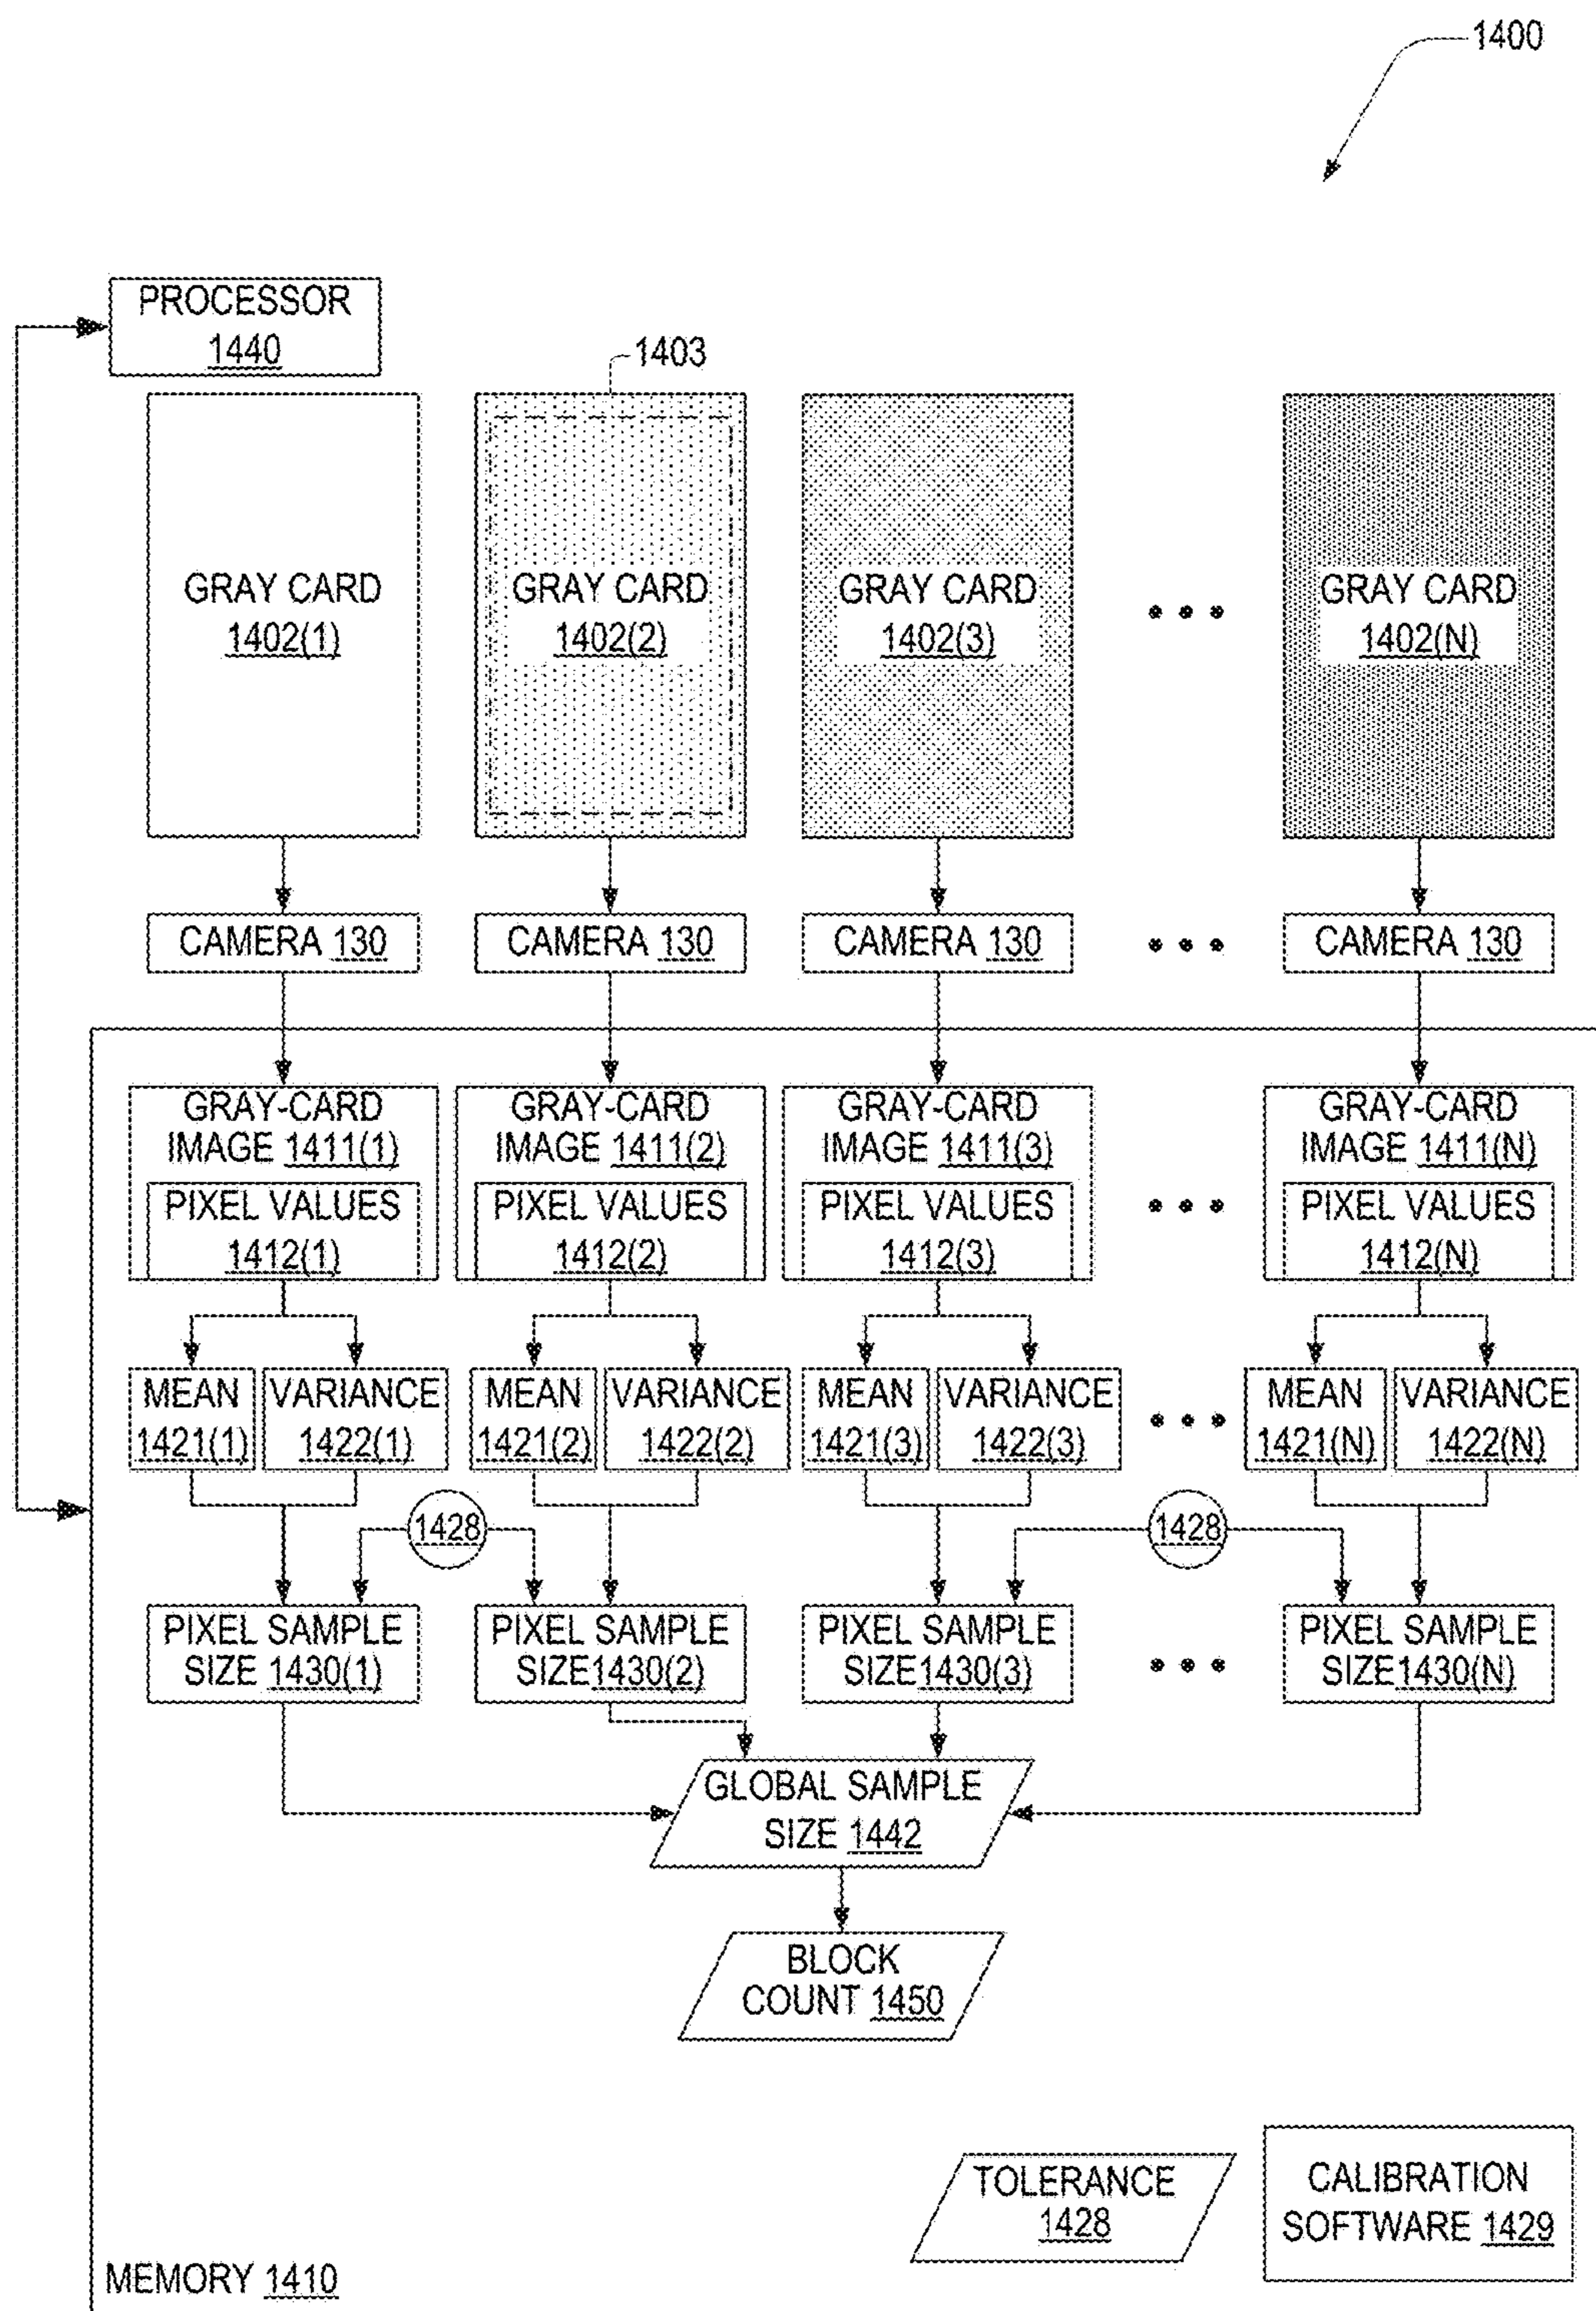 1400
PROCESSOR
1440
1403
GRAY CARD
1402(1)
GRAY CARD
1402(2)
GRAY CARD
1402(3)
GRAY CARD
1402(N)
CAMERA 130
CAMERA 130
CAMERA 130
CAMERA 130
GRAY-CARD
IMAGE 1411(1)
PIXEL VALUES
1412(1)
GRAY-CARD
IMAGE 1411(2)
PIXEL VALUES
1412(2)
GRAY-CARD
IMAGE 1411(3)
PIXEL VALUES
1412(3)
GRAY-CARD
IMAGE 1411(N)
PIXEL VALUES
1412(N)
MEAN
1421(1)
VARIANCE
1422(1)
MEAN
1421(2)
VARIANCE
1422(2)
MEAN
1421(3)
VARIANCE
1422(3)
MEAN
1421(N)
VARIANCE
1422(N)
1428
1428
PIXEL SAMPLE
SIZE 1430(1)
PIXEL SAMPLE
SIZE1430(2)
PIXEL SAMPLE
SIZE1430(3)
PIXEL SAMPLE
SIZE1430(N)
GLOBAL SAMPLE
SIZE 1442
BLOCK
COUNT 1450
TOLERANCE
1428
CALIBRATION
SOFTWARE 1429
MEMORY 1410